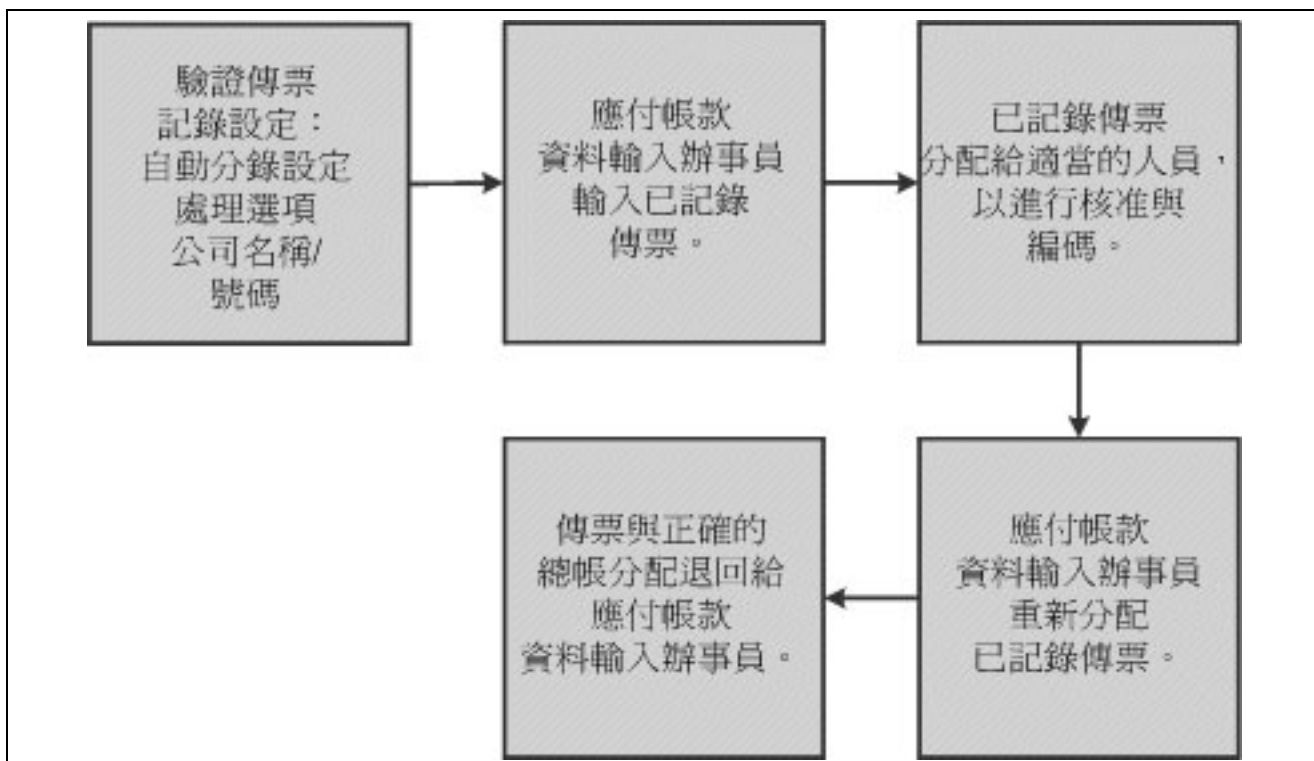 驗證傳票
記錄設定：
自動分錄設定
處理選項
公司名稱/
號碼
應付帳款
資料輸入辦事員
輸入已記錄
傳票。
已記錄傳票
分配給適當的人員，
以進行核准與
編碼。
應付帳款
資料輸入辦事員
重新分配
已記錄傳票。
傳票與正確的
總帳分配退回給
應付帳款
資料輸入辦事員。